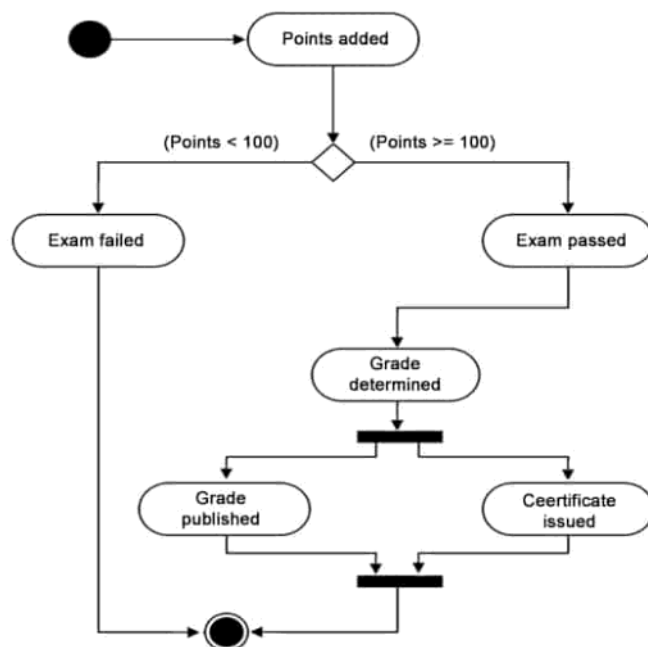 Points added
(Points < 100)
(Points >= 100)
Exam failed
Exam passed
Grade
determined
Grade
published
Ceertificate
issued